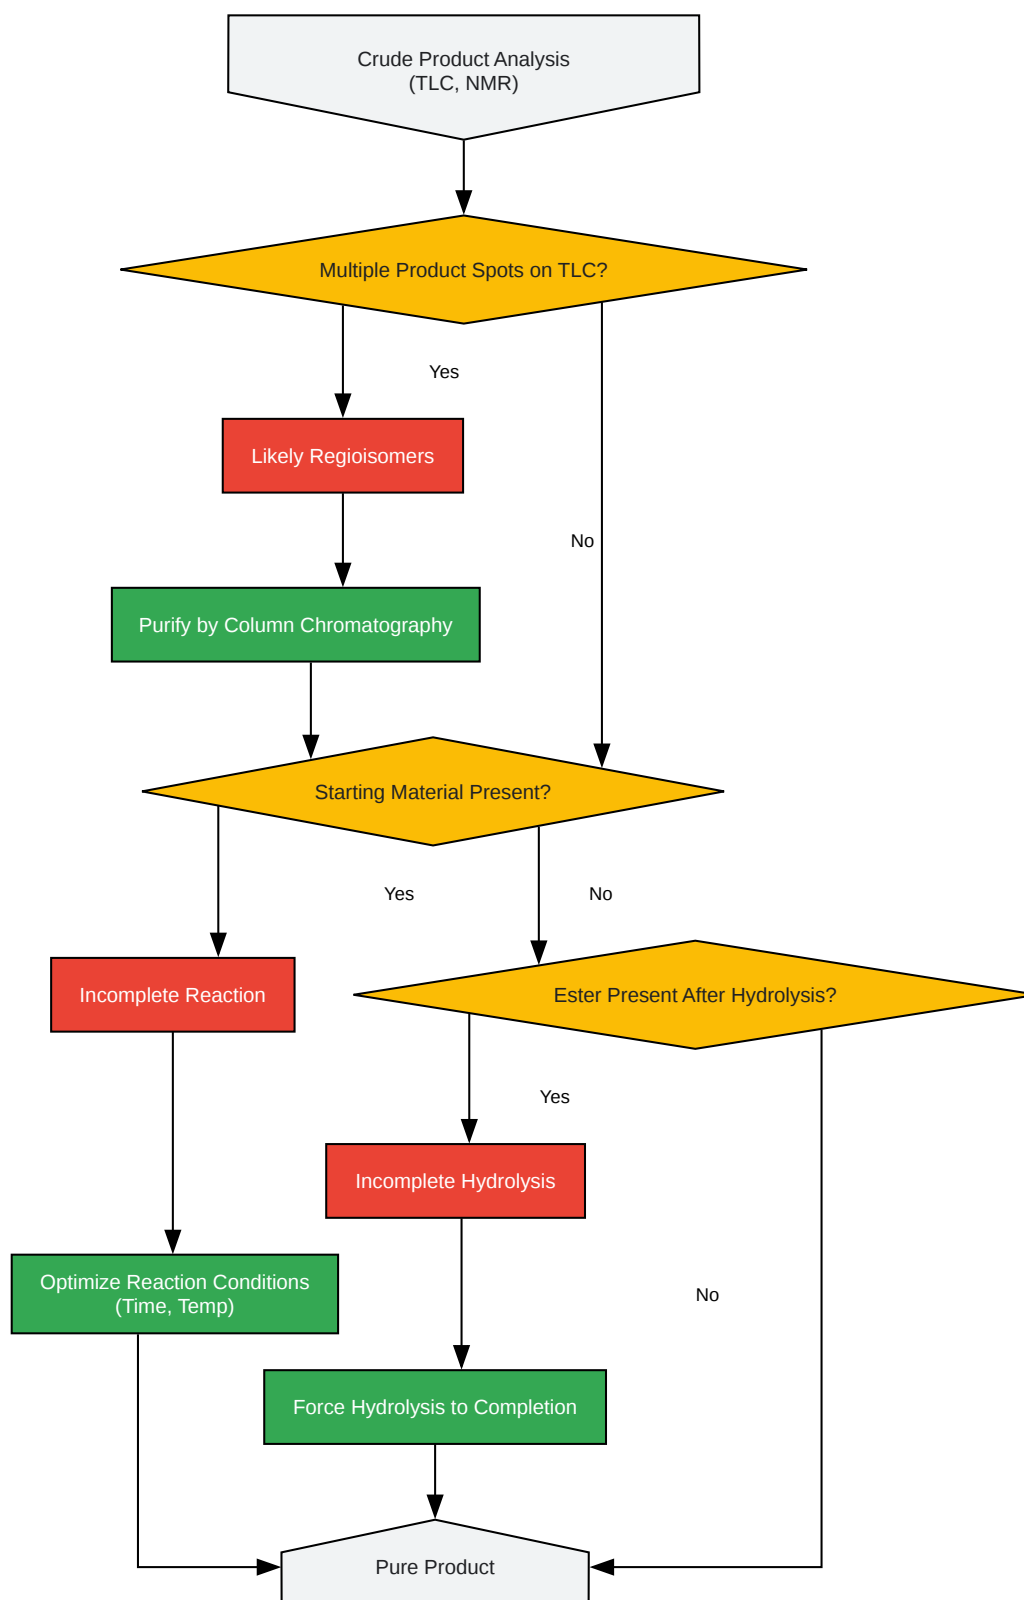 Crude Product Analysis
(TLC, NMR)
Multiple Product Spots on TLC?
Yes
Likely Regioisomers
No
Purify by Column Chromatography
Starting Material Present?
Yes
No
Incomplete Reaction
Ester Present After Hydrolysis?
Yes
Incomplete Hydrolysis
Optimize Reaction Conditions
(Time, Temp)
No
Force Hydrolysis to Completion
Pure Product